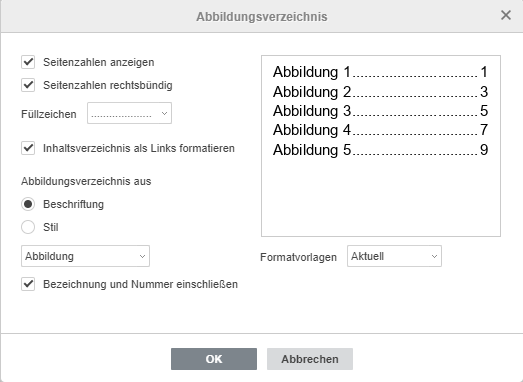 Abbildungsverzeichnis
Seitenzahlen anzeigen
Seitenzahlen rechtsbündig
Füllzeichen ....................
Inhaltsverzeichnis als Links formatieren
Abbildungsverzeichnis aus
Beschriftung
Stil
Abbildung
Bezeichnung und Nummer einschließen
Abbildung 1..............................1
Abbildung 2..............................3
Abbildung 3..............................5
Abbildung 4..............................7
Abbildung 5..............................9
Formatvorlagen Aktuell
OK Abbrechen